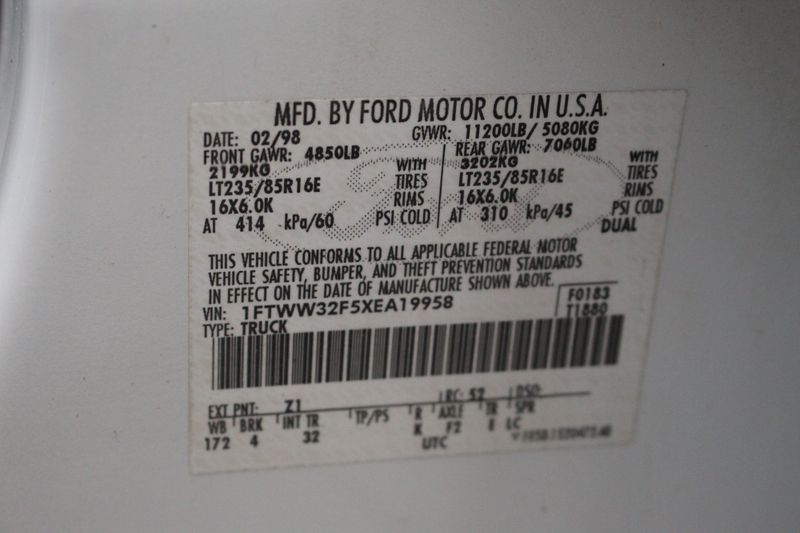 MFD. BY FORD MOTOR CO. IN U.S.A.
DATE: 02/98 GVWR: 11200LB/ 5080KG
FRONT GAWR: 4850LB REAR GAWR: 7060LB
2199KG WITH 3202KG WITH
LT235/85R16E TIRES LT235/85R16E TIRES
16X6.0K RIMS 16X6.0K RIMS
AT 414 kPa/60 PSI COLD AT 310 kPa/45 PSI COLD
DUAL
THIS VEHICLE CONFORMS TO ALL APPLICABLE FEDERAL MOTOR
VEHICLE SAFETY, BUMPER, AND THEFT PREVENTION STANDARDS
IN EFFECT ON THE DATE OF MANUFACTURE SHOWN ABOVE.
VIN: 1FTWW32F5XEA19958 F0183
TYPE: TRUCK T1880
EXT PNT: Z1 RC: 52 DSO:
WB BRK INT TR TP/PS R AXLE TR SPR
172 4 32 K F2 E LC
UTC